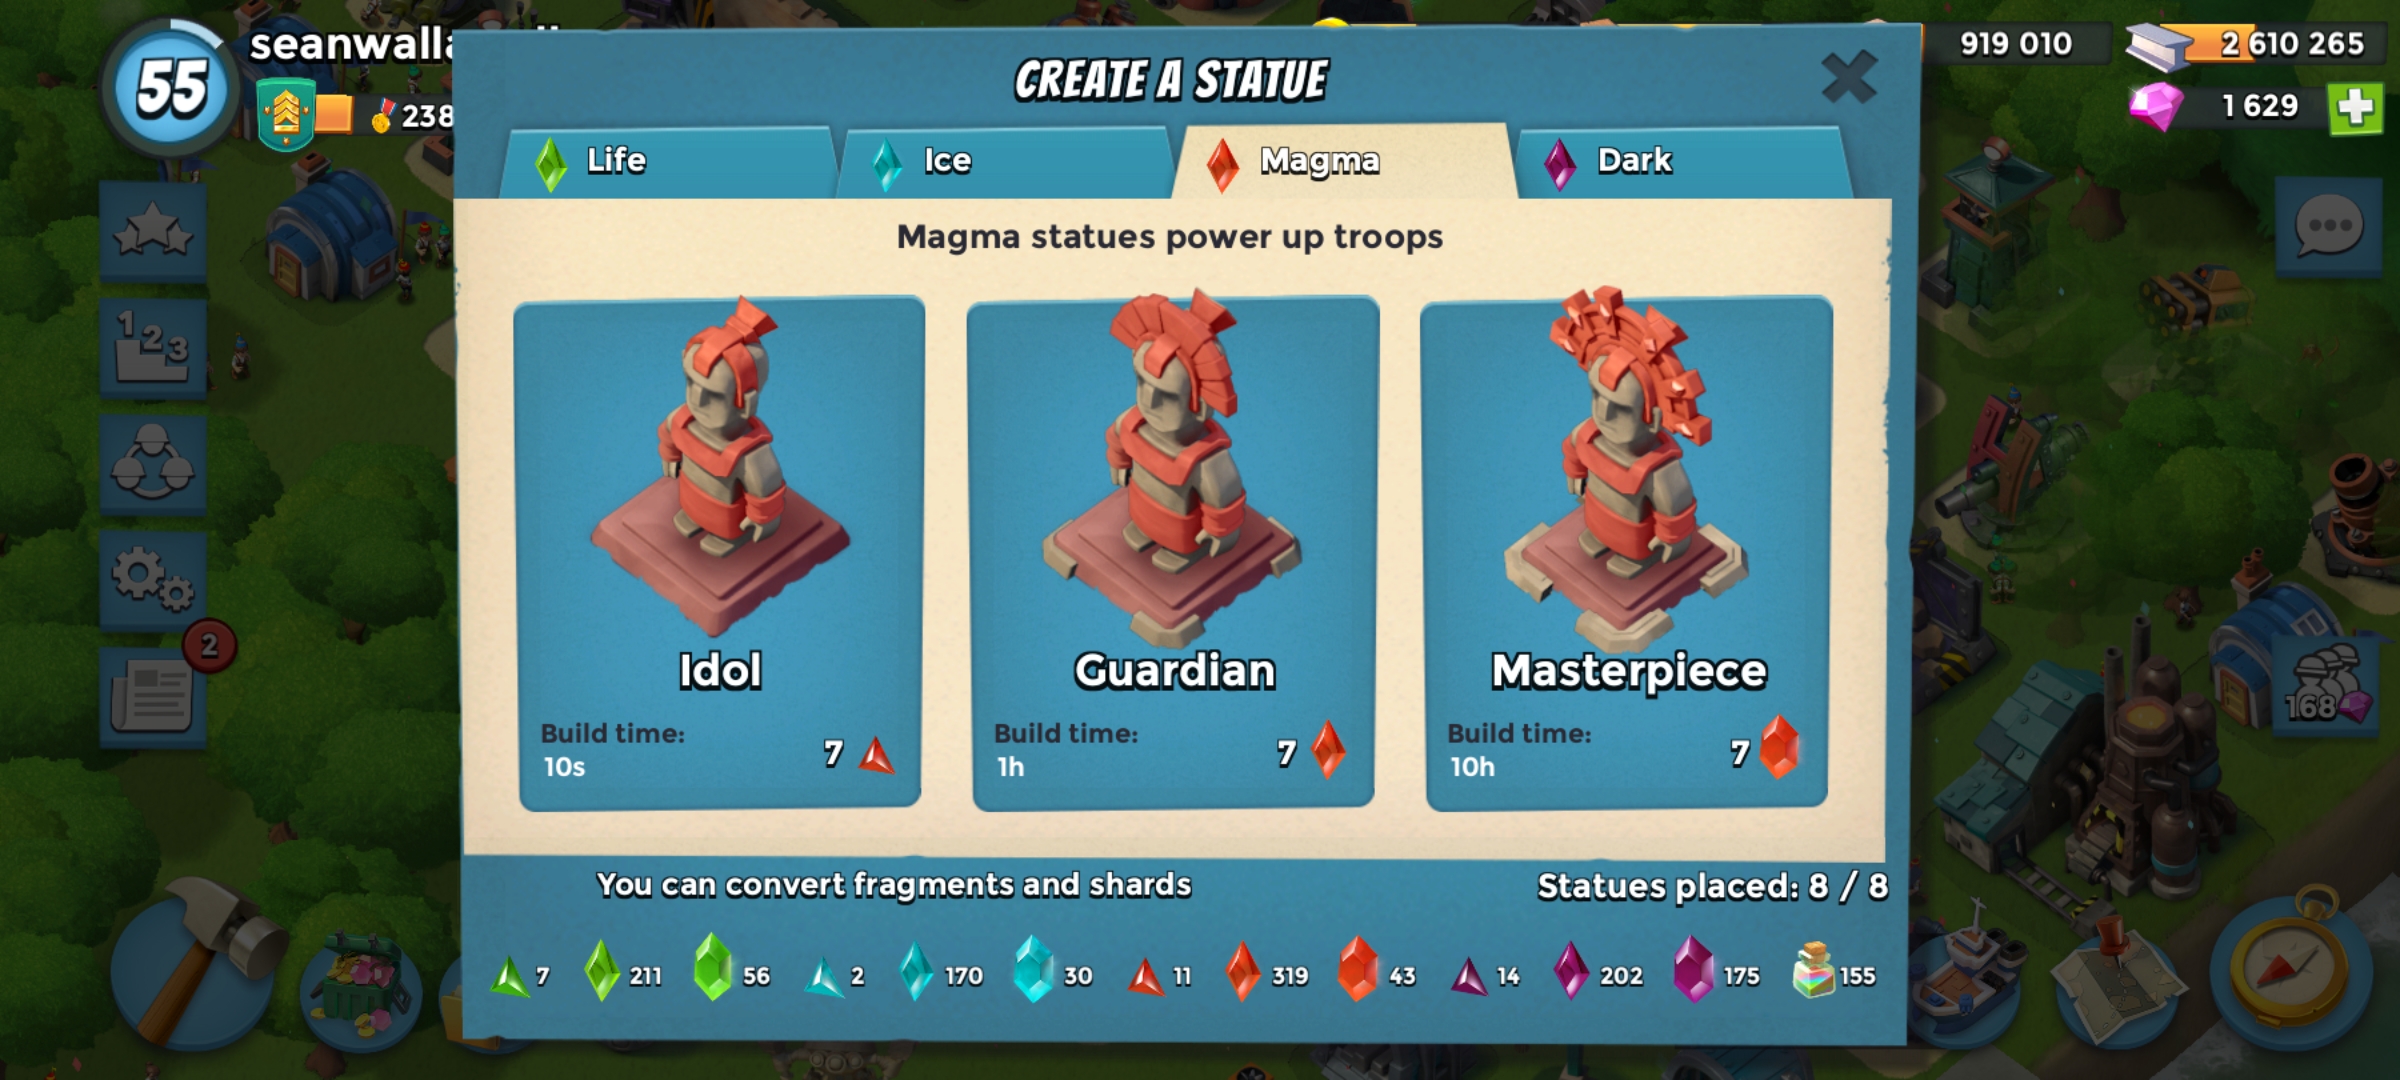 55
238
CREATE A STATUE
919 010
2 610 265
1 629
Life
Ice
Magma
Dark
Magma statues power up troops
1 2 3
2
Idol
Build time:
10s
7
Guardian
Build time:
1h
7
Masterpiece
Build time:
10h
7
168
You can convert fragments and shards
Statues placed: 8 / 8
7
211
56
2
170
30
11
319
43
14
202
175
155